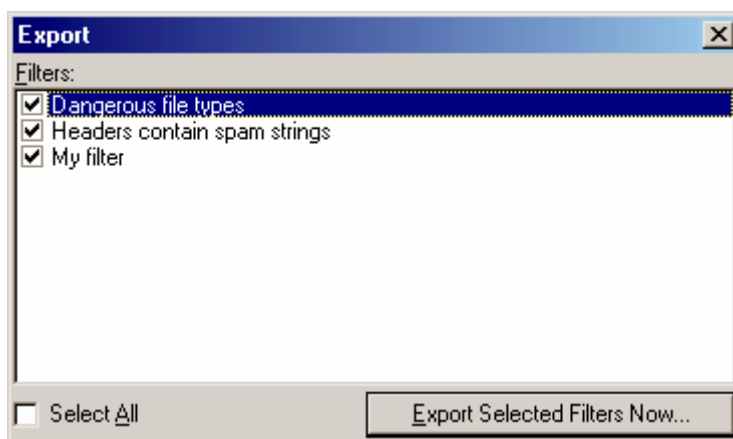 Export
Filters:
Dangerous file types
Headers contain spam strings
My filter
Select All
Export Selected Filters Now...